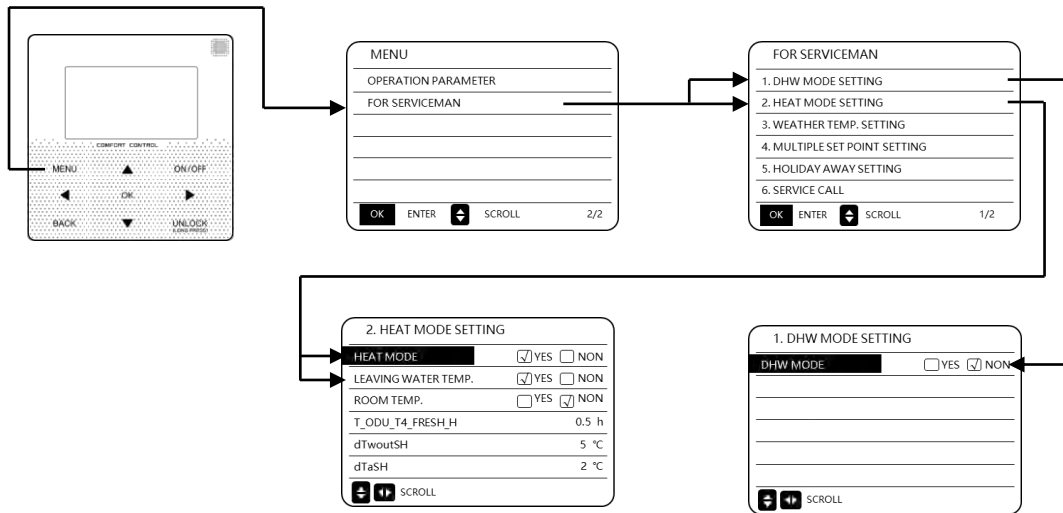 COMFORT CONTROL
MENU ON/OFF
OK
BACK UNLOCK
(LONG PRESS)
MENU
OPERATION PARAMETER
FOR SERVICEMAN
OK ENTER SCROLL 2/2
FOR SERVICEMAN
1. DHW MODE SETTING
2. HEAT MODE SETTING
3. WEATHER TEMP. SETTING
4. MULTIPLE SET POINT SETTING
5. HOLIDAY AWAY SETTING
6. SERVICE CALL
OK ENTER SCROLL 1/2
2. HEAT MODE SETTING
HEAT MODE YES NON
LEAVING WATER TEMP. YES NON
ROOM TEMP. YES NON
T_ODU_T4_FRESH_H 0.5 h
dTwoutSH 5 ℃
dTaSH 2 ℃
SCROLL
1. DHW MODE SETTING
DHW MODE YES NON
SCROLL